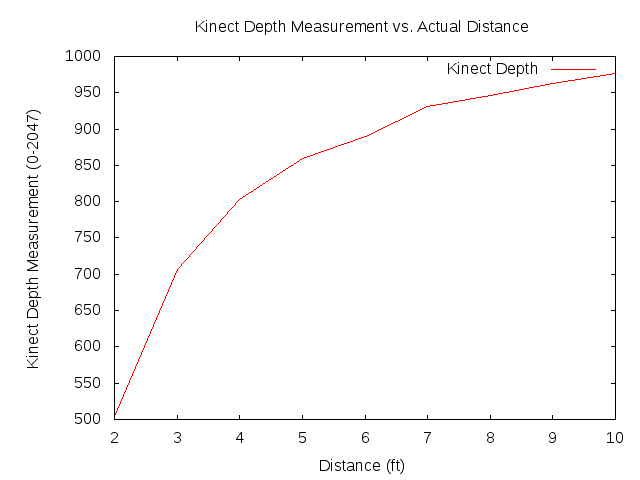 Kinect Depth Measurement vs. Actual Distance
Kinect Depth
Kinect Depth Measurement (0-2047)
1000
950
900
850
800
750
700
650
600
550
500
2 3 4 5 6 7 8 9 10
Distance (ft)